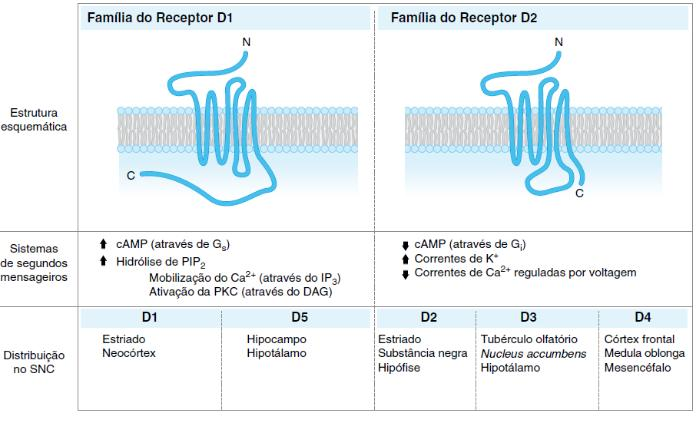 Família do Receptor D1
Família do Receptor D2
Estrutura
esquemática
N
C
N
C
Sistemas
de segundos
mensageiros
cAMP (através de Gs)
Hidrólise de PIP2
Mobilização do Ca2+ (através do IP3)
Ativação da PKC (através do DAG)
cAMP (através de Gi)
Correntes de K+
Correntes de Ca2+ reguladas por voltagem
Distribuição
no SNC
D1
Estriado
Neocórtex
D5
Hipocampo
Hipotálamo
D2
Estriado
Substância negra
Hipófise
D3
Tubérculo olfatório
Nucleus accumbens
Hipotálamo
D4
Córtex frontal
Medula oblonga
Mesencéfalo